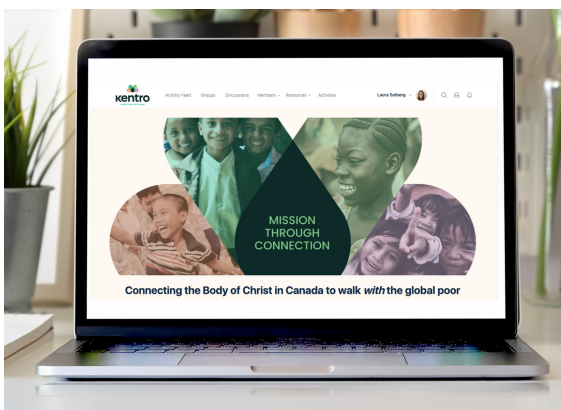 Kentro
Activity Feed Groups Discussions Members Resources Activities Laura Solberg
MISSION
THROUGH
CONNECTION
Connecting the Body of Christ in Canada to walk with the global poor